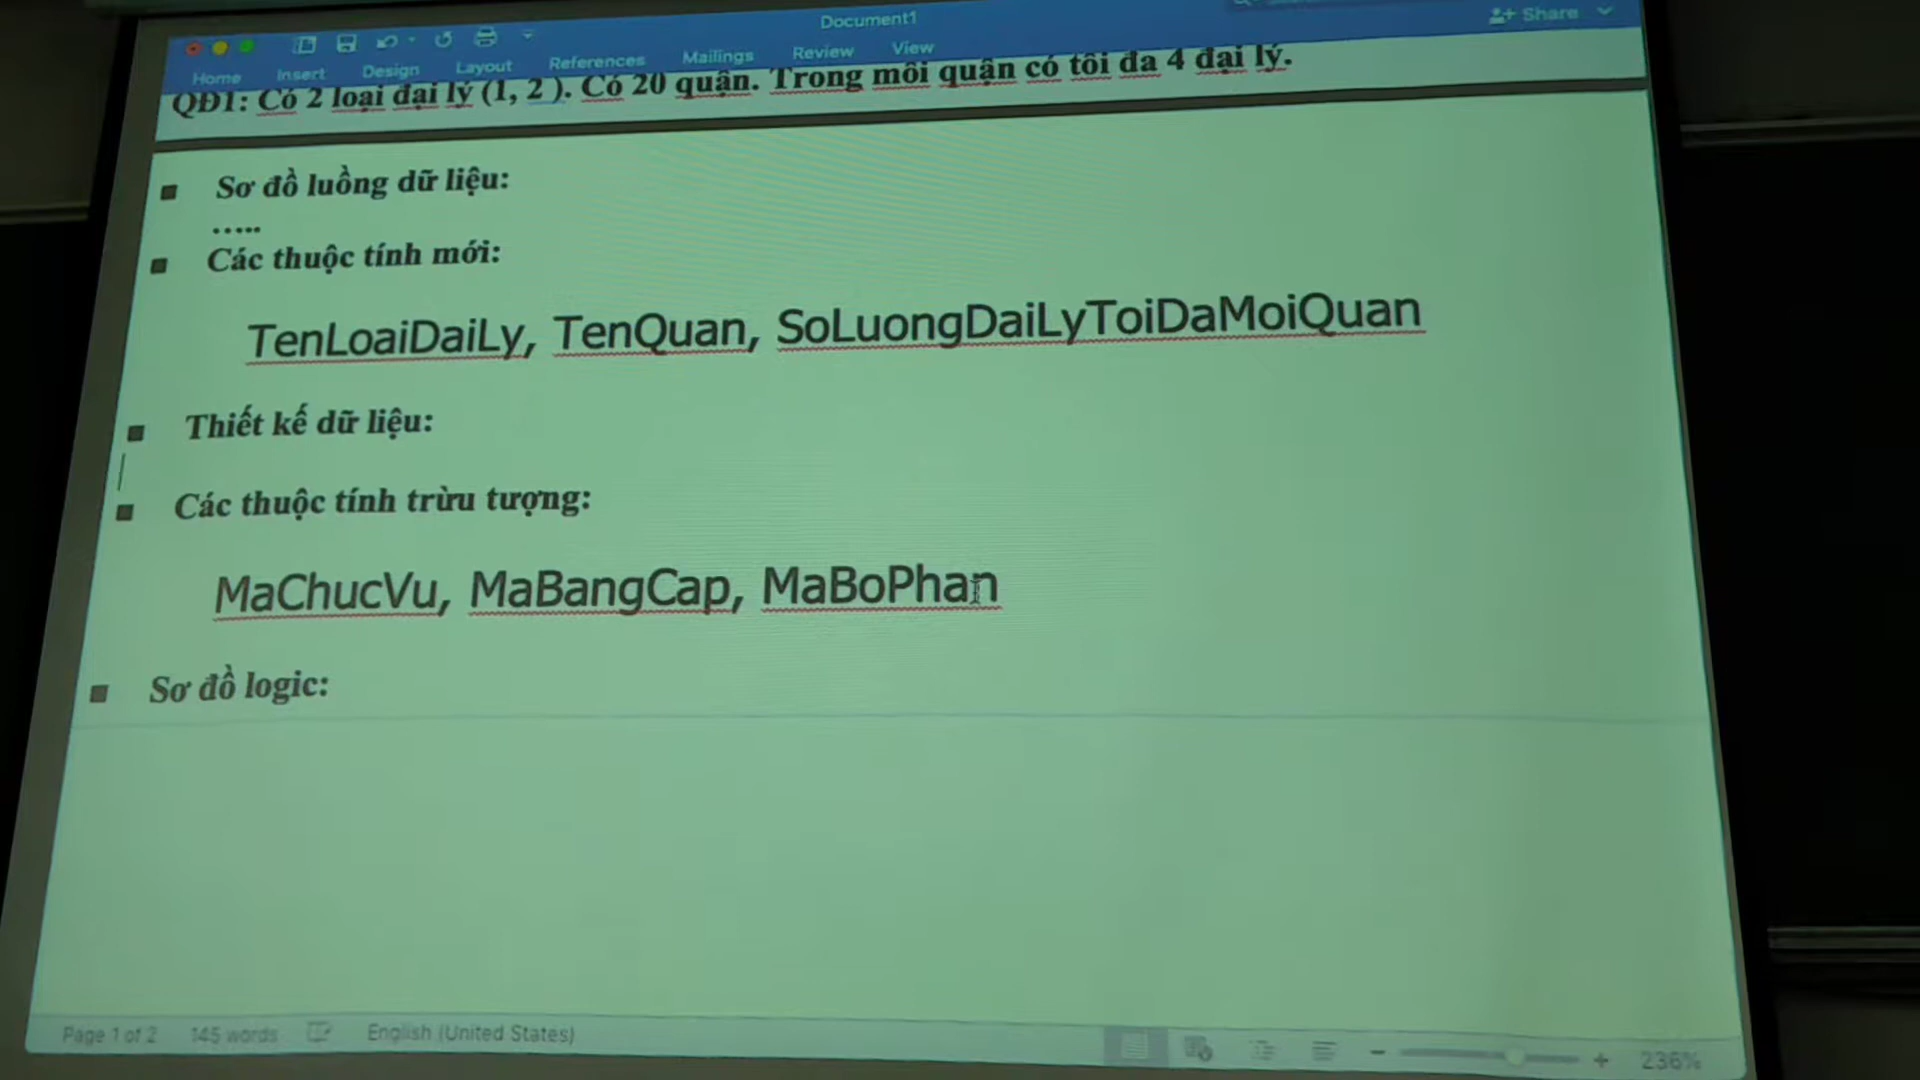 Document1
Share
Home Insert Design Layout References Mailings Review View
QĐ1: Có 2 loại đại lý (1, 2 ). Có 20 quận. Trong mỗi quận có tối đa 4 đại lý.
Sơ đồ luồng dữ liệu:
…..
Các thuộc tính mới:
TenLoaiDaiLy, TenQuan, SoLuongDaiLyToiDaMoiQuan
Thiết kế dữ liệu:
Các thuộc tính trừu tượng:
MaChucVu, MaBangCap, MaBoPhan
Sơ đồ logic:
Page 1 of 2 145 words English (United States) 236%